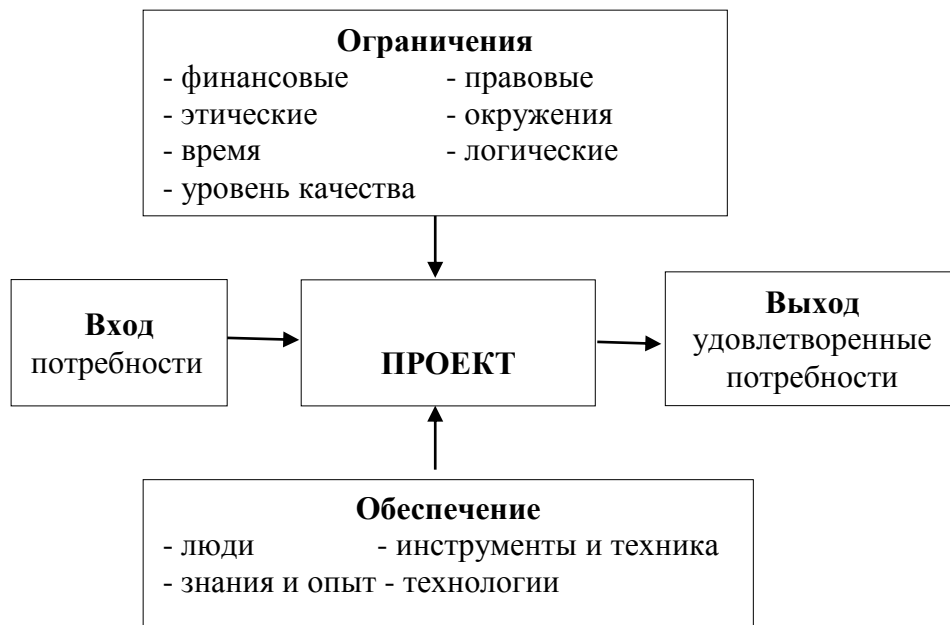 Ограничения
- финансовые - правовые
- этические - окружения
- время - логические
- уровень качества
Вход
потребности
ПРОЕКТ
Выход
удовлетворенные
потребности
Обеспечение
- люди - инструменты и техника
- знания и опыт - технологии